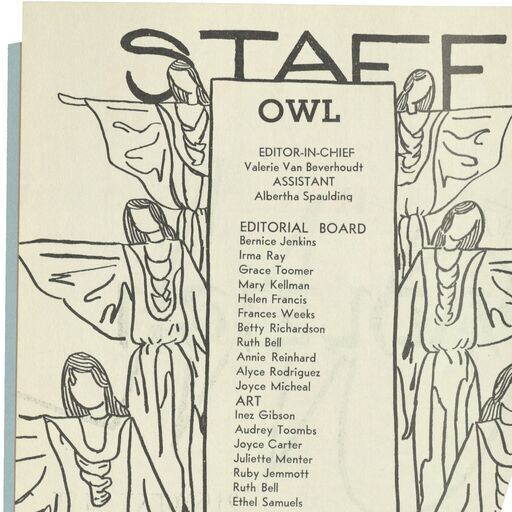 STAFF
OWL
EDITOR-IN-CHIEF
Valerie Van Beverhoudt
ASSISTANT
Albertha Spaulding
EDITORIAL BOARD
Bernice Jenkins
Irma Ray
Grace Toomer
Mary Kellman
Helen Francis
Frances Weeks
Betty Richardson
Ruth Bell
Annie Reinhard
Alyce Rodriguez
Joyce Micheal
ART
Inez Gibson
Audrey Toombs
Joyce Carter
Juliette Menter
Ruby Jemmott
Ruth Bell
Ethel Samuels